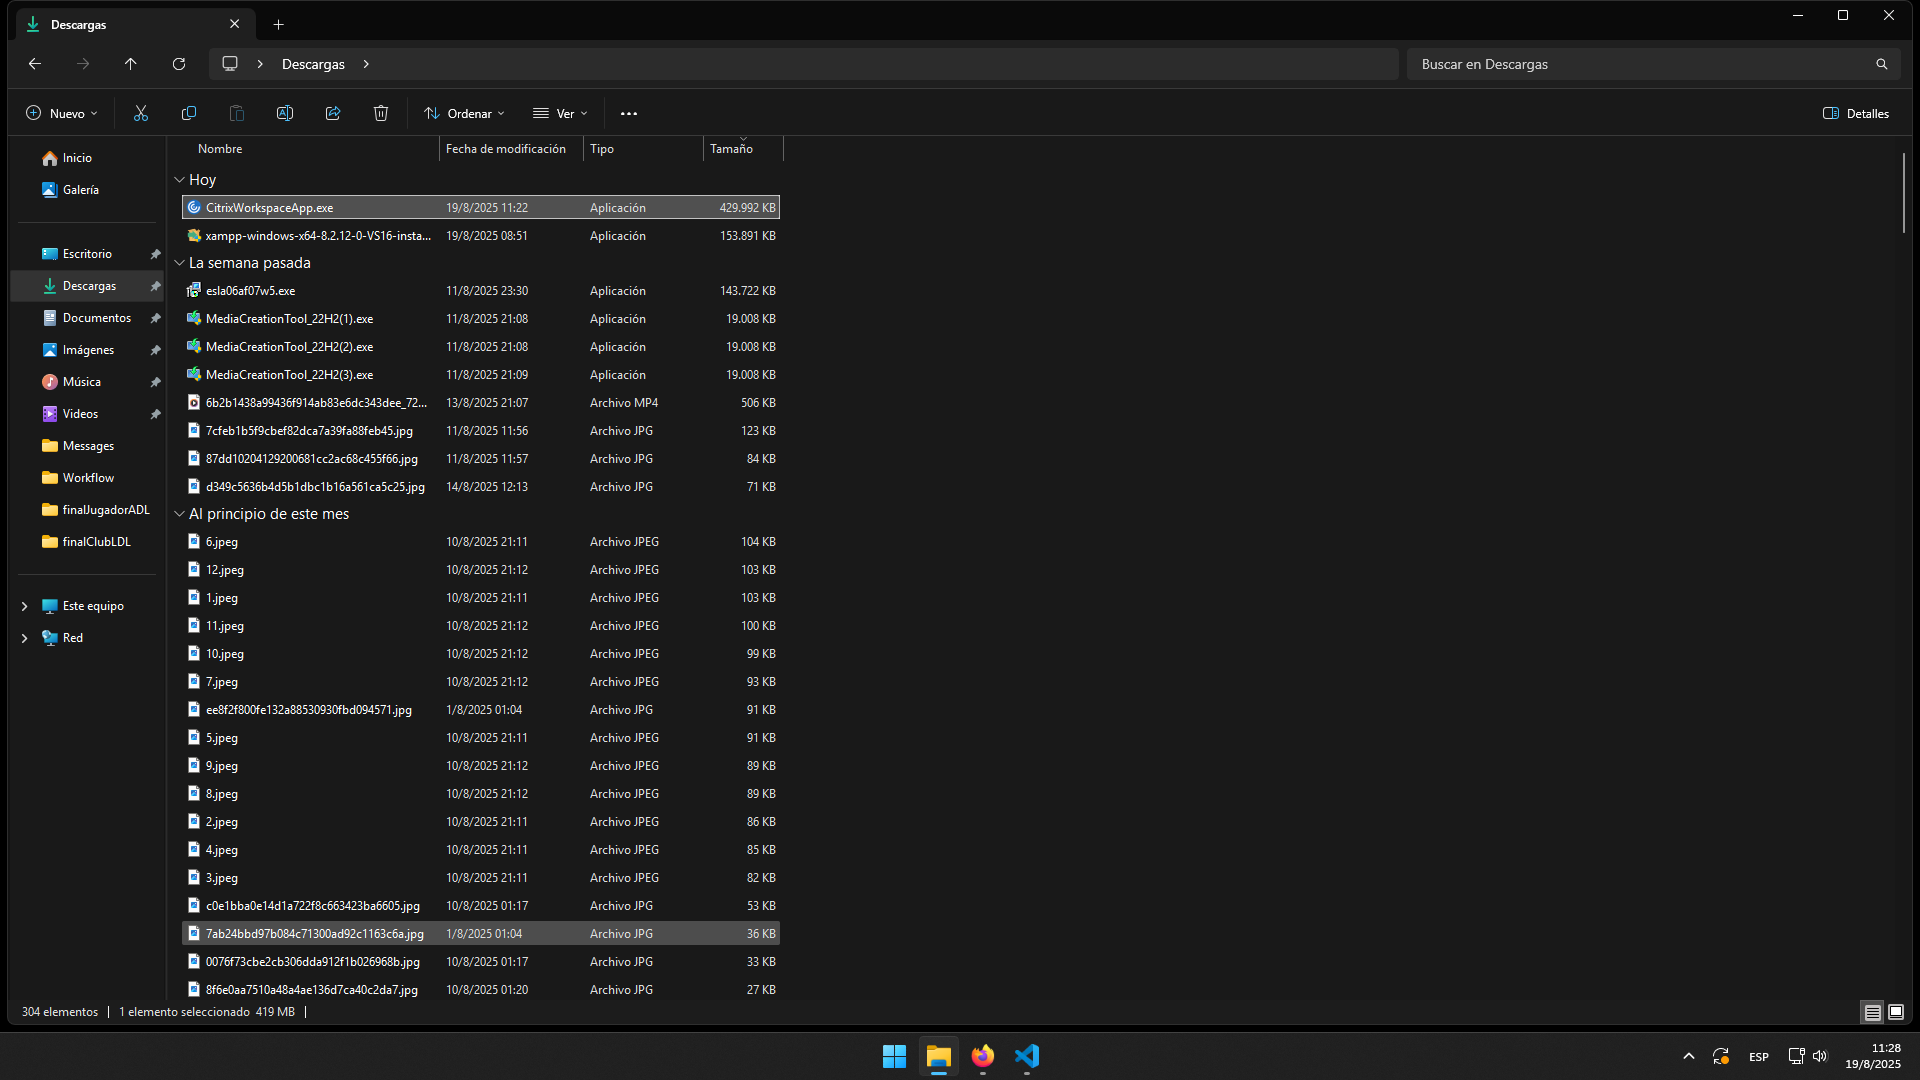 Descargas
Descargas
Buscar en Descargas
Nuevo
Ordenar
Ver
Detalles
Inicio
Galería
Escritorio
Descargas
Documentos
Imágenes
Música
Videos
Messages
Workflow
finalJugadorADL
finalClubLDL
Este equipo
Red
Nombre Fecha de modificación Tipo Tamaño
Hoy
CitrixWorkspaceApp.exe 19/8/2025 11:22 Aplicación 429.992 KB
xampp-windows-x64-8.2.12-0-VS16-insta... 19/8/2025 08:51 Aplicación 153.891 KB
La semana pasada
esla06af07w5.exe 11/8/2025 23:30 Aplicación 143.722 KB
MediaCreationTool_22H2(1).exe 11/8/2025 21:08 Aplicación 19.008 KB
MediaCreationTool_22H2(2).exe 11/8/2025 21:08 Aplicación 19.008 KB
MediaCreationTool_22H2(3).exe 11/8/2025 21:09 Aplicación 19.008 KB
6b2b1438a99436f914ab83e6dc343dee_72... 13/8/2025 21:07 Archivo MP4 506 KB
7cfeb1b5f9cbef82dca7a39fa88feb45.jpg 11/8/2025 11:56 Archivo JPG 123 KB
87dd10204129200681cc2ac68c455f66.jpg 11/8/2025 11:57 Archivo JPG 84 KB
d349c5636b4d5b1dbc1b16a561ca5c25.jpg 14/8/2025 12:13 Archivo JPG 71 KB
Al principio de este mes
6.jpeg 10/8/2025 21:11 Archivo JPEG 104 KB
12.jpeg 10/8/2025 21:12 Archivo JPEG 103 KB
1.jpeg 10/8/2025 21:11 Archivo JPEG 103 KB
11.jpeg 10/8/2025 21:12 Archivo JPEG 100 KB
10.jpeg 10/8/2025 21:12 Archivo JPEG 99 KB
7.jpeg 10/8/2025 21:12 Archivo JPEG 93 KB
ee8f2f800fe132a88530930fbd094571.jpg 1/8/2025 01:04 Archivo JPG 91 KB
5.jpeg 10/8/2025 21:11 Archivo JPEG 91 KB
9.jpeg 10/8/2025 21:12 Archivo JPEG 89 KB
8.jpeg 10/8/2025 21:12 Archivo JPEG 89 KB
2.jpeg 10/8/2025 21:11 Archivo JPEG 86 KB
4.jpeg 10/8/2025 21:11 Archivo JPEG 85 KB
3.jpeg 10/8/2025 21:11 Archivo JPEG 82 KB
c0e1bba0e14d1a722f8c663423ba6605.jpg 10/8/2025 01:17 Archivo JPG 53 KB
7ab24bbd97b084c71300ad92c1163c6a.jpg 1/8/2025 01:04 Archivo JPG 36 KB
0076f73cbe2cb306dda912f1b026968b.jpg 10/8/2025 01:17 Archivo JPG 33 KB
8f6e0aa7510a48a4ae136d7ca40c2da7.jpg 10/8/2025 01:20 Archivo JPG 27 KB
304 elementos 1 elemento seleccionado 419 MB
ESP
11:28
19/8/2025